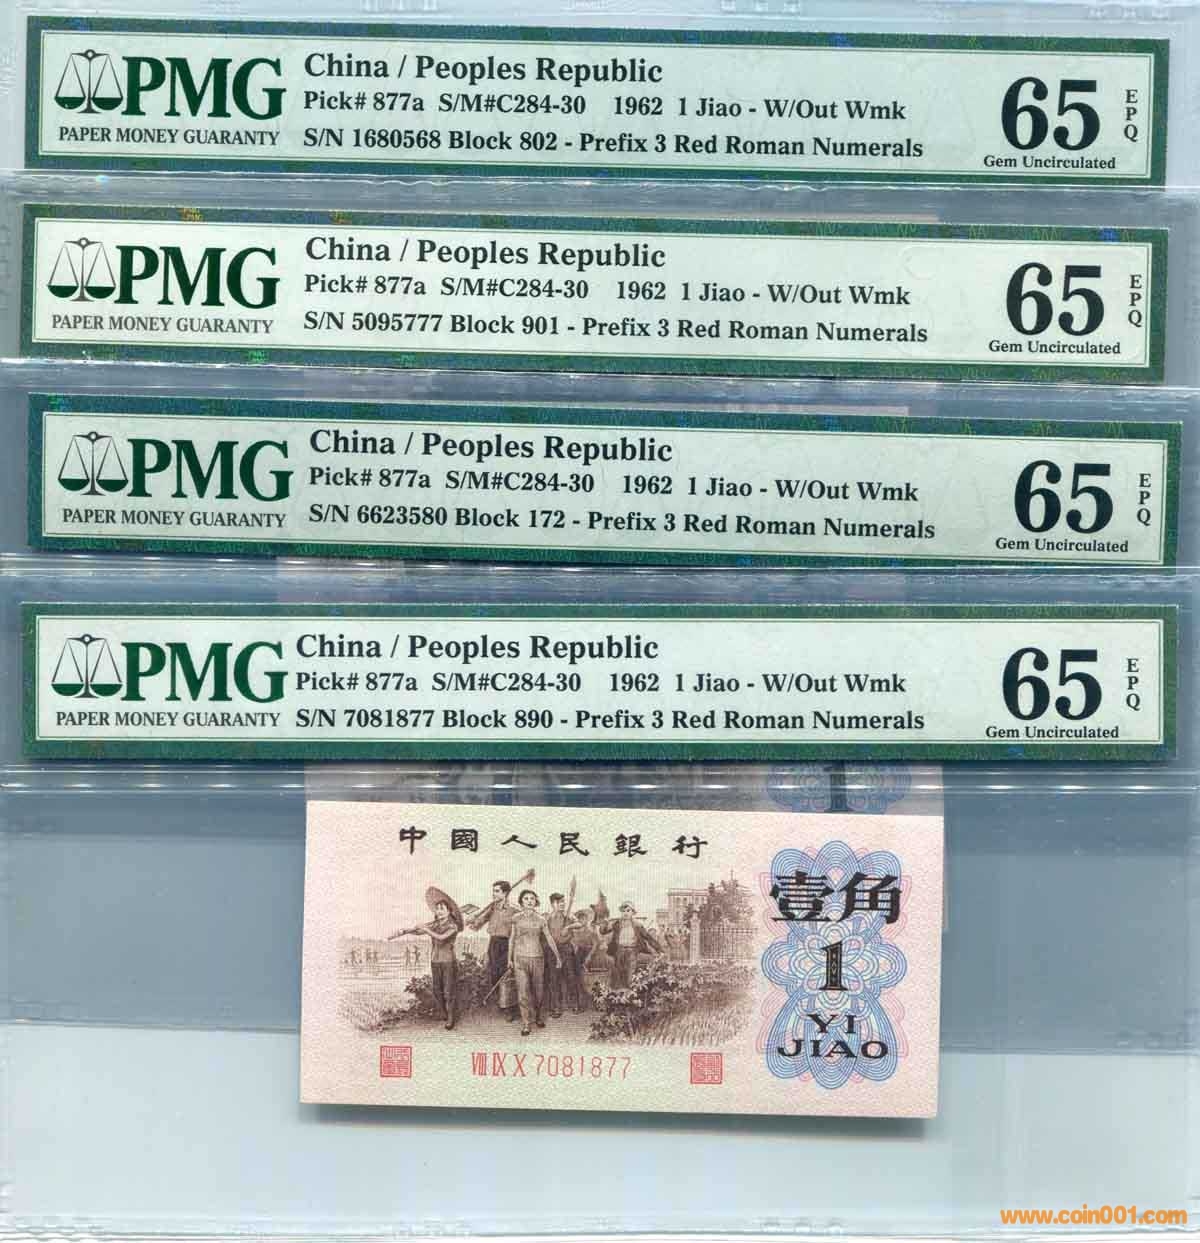 PMG
PAPER MONEY GUARANTY
China / Peoples Republic
Pick# 877a S/M#C284-30 1962 1 Jiao - W/Out Wmk
S/N 1680568 Block 802 - Prefix 3 Red Roman Numerals
65
EPQ
Gem Uncirculated
PMG
PAPER MONEY GUARANTY
China / Peoples Republic
Pick# 877a S/M#C284-30 1962 1 Jiao - W/Out Wmk
S/N 5095777 Block 901 - Prefix 3 Red Roman Numerals
65
EPQ
Gem Uncirculated
PMG
PAPER MONEY GUARANTY
China / Peoples Republic
Pick# 877a S/M#C284-30 1962 1 Jiao - W/Out Wmk
S/N 6623580 Block 172 - Prefix 3 Red Roman Numerals
65
EPQ
Gem Uncirculated
PMG
PAPER MONEY GUARANTY
China / Peoples Republic
Pick# 877a S/M#C284-30 1962 1 Jiao - W/Out Wmk
S/N 7081877 Block 890 - Prefix 3 Red Roman Numerals
65
EPQ
Gem Uncirculated
1
中國人民銀行
壹角
1
YI
JIAO
VIII IX X 7081877
www.coin001.com